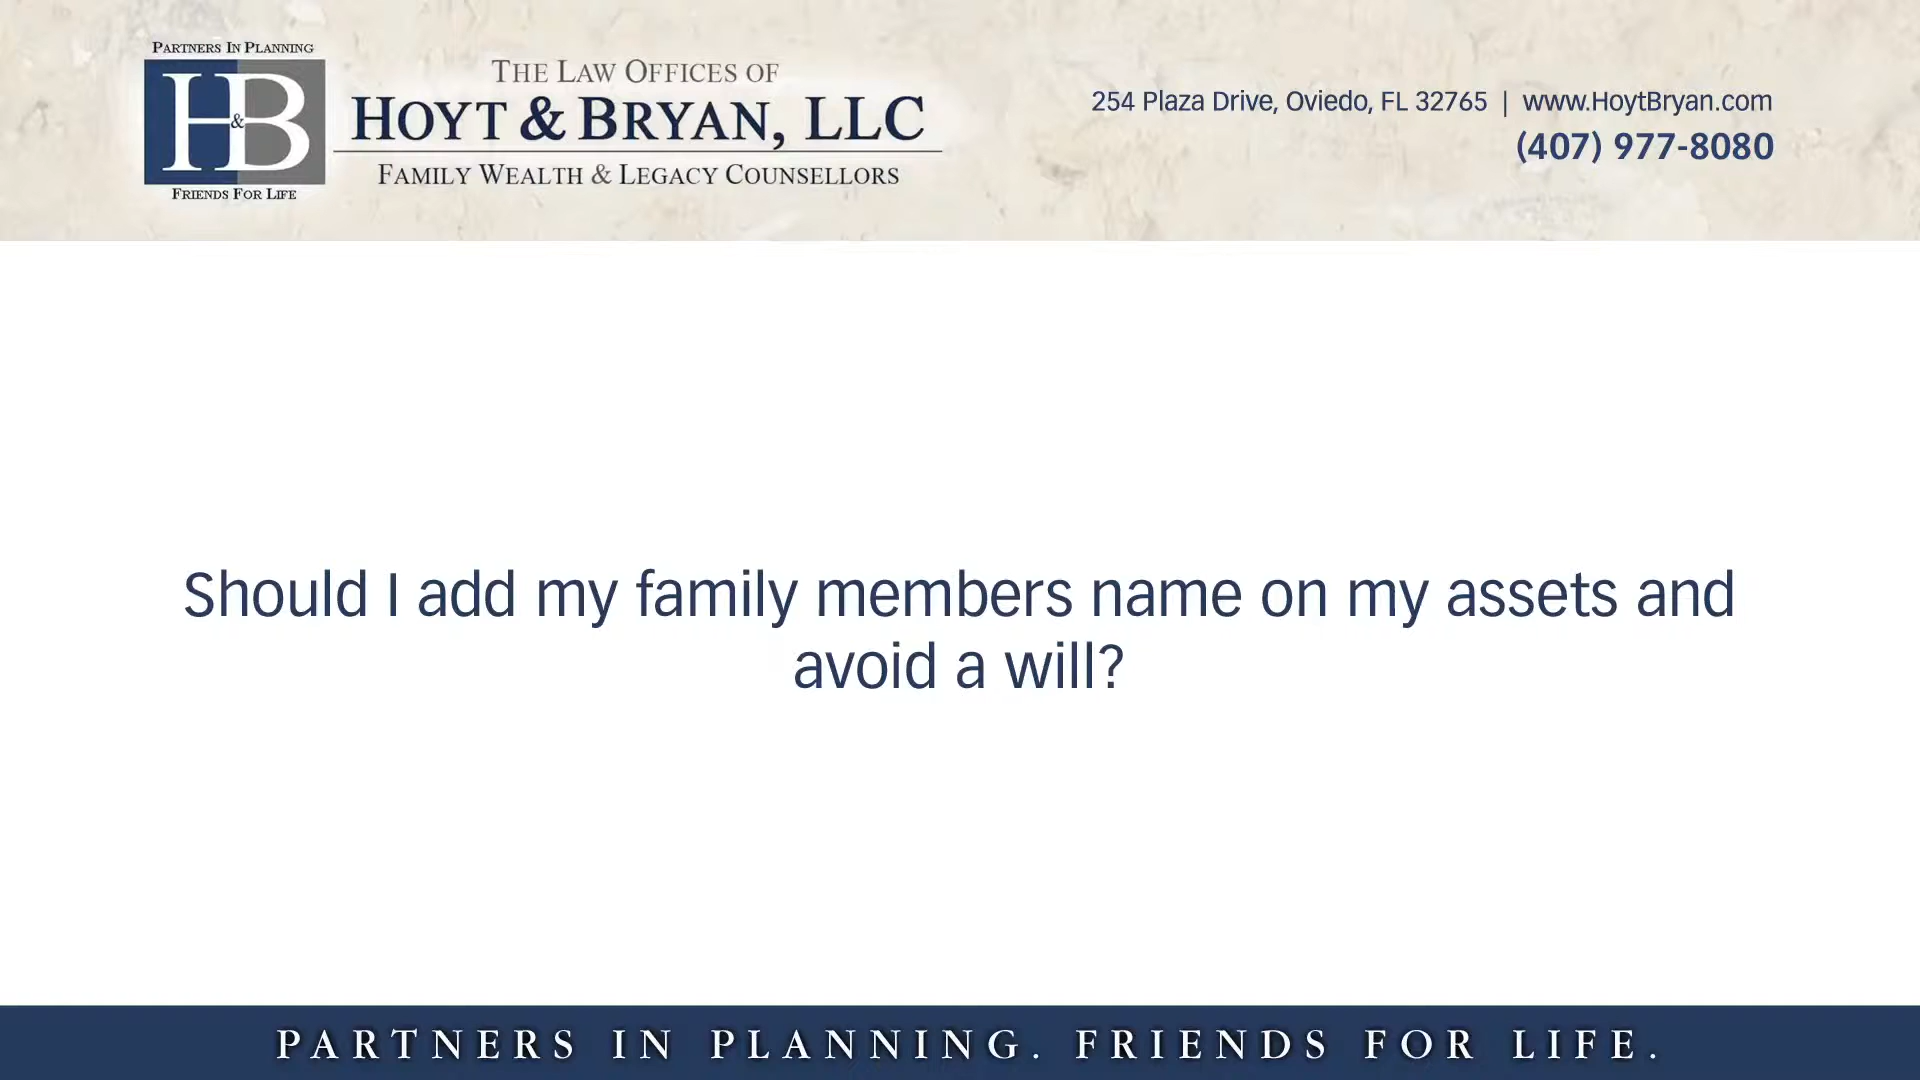 PARTNERS IN PLANNING
H&B
FRIENDS FOR LIFE
THE LAW OFFICES OF
HOYT & BRYAN, LLC
FAMILY WEALTH & LEGACY COUNSELLORS
254 Plaza Drive, Oviedo, FL 32765 | www.HoytBryan.com
(407) 977-8080
Should I add my family members name on my assets and
avoid a will?
PARTNERS IN PLANNING. FRIENDS FOR LIFE.